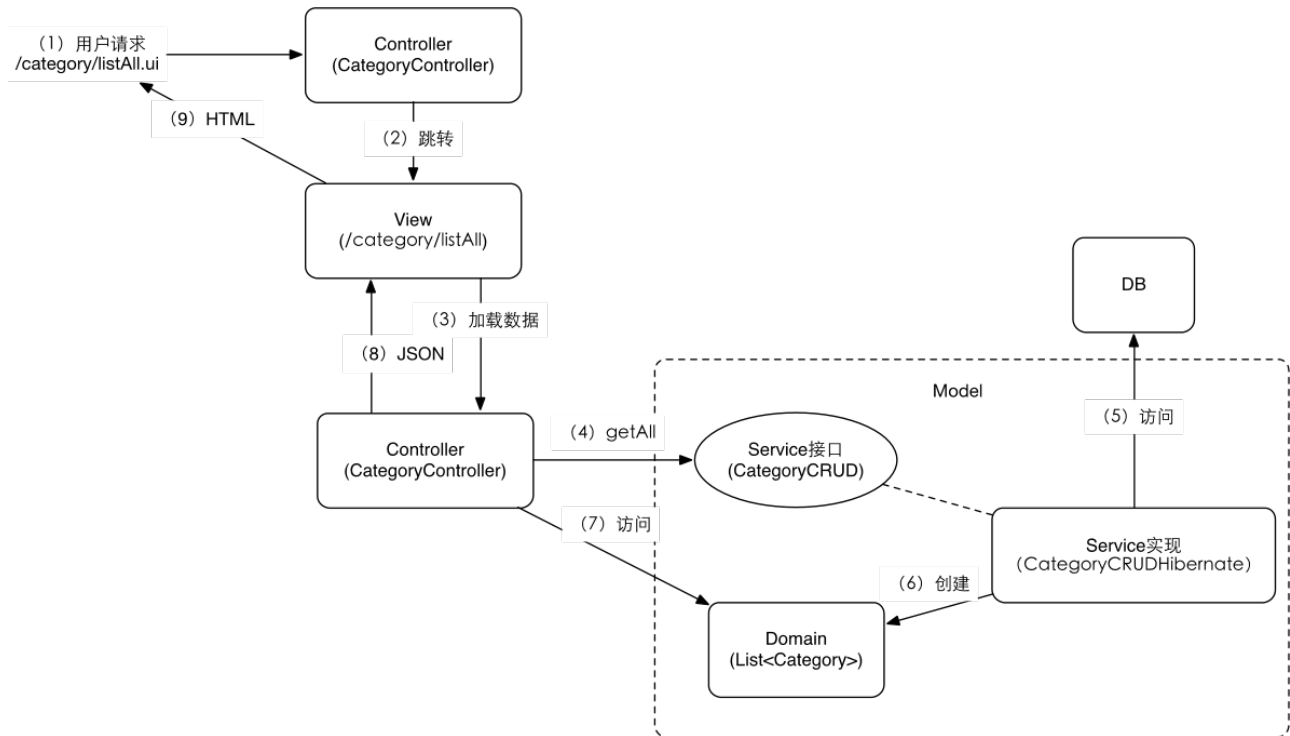 （1）用户请求
/category/listAll.ui
Controller
(CategoryController)
（9）HTML
（2）跳转
View
(/category/listAll)
（3）加载数据
（8）JSON
DB
Model
（5）访问
Controller
(CategoryController)
（4）getAll
Service接口
(CategoryCRUD)
（7）访问
Service实现
（CategoryCRUDHibernate）
（6）创建
Domain
(List<Category>)